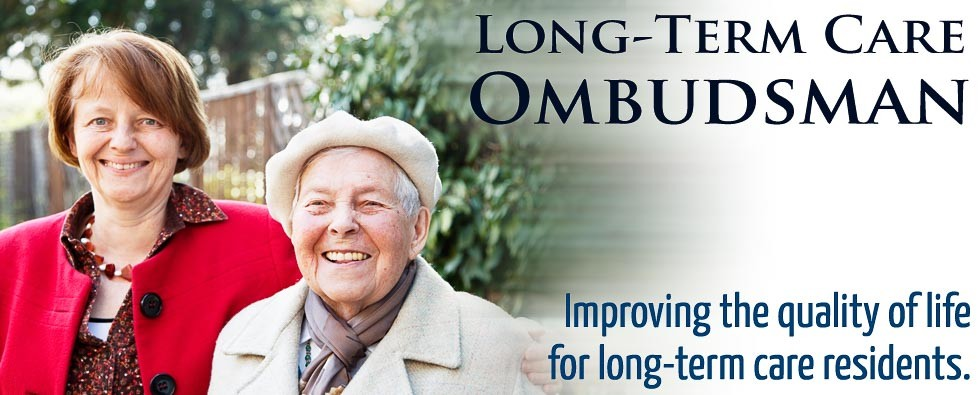 Long-Term Care
Ombudsman
Improving the quality of life
for long-term care residents.